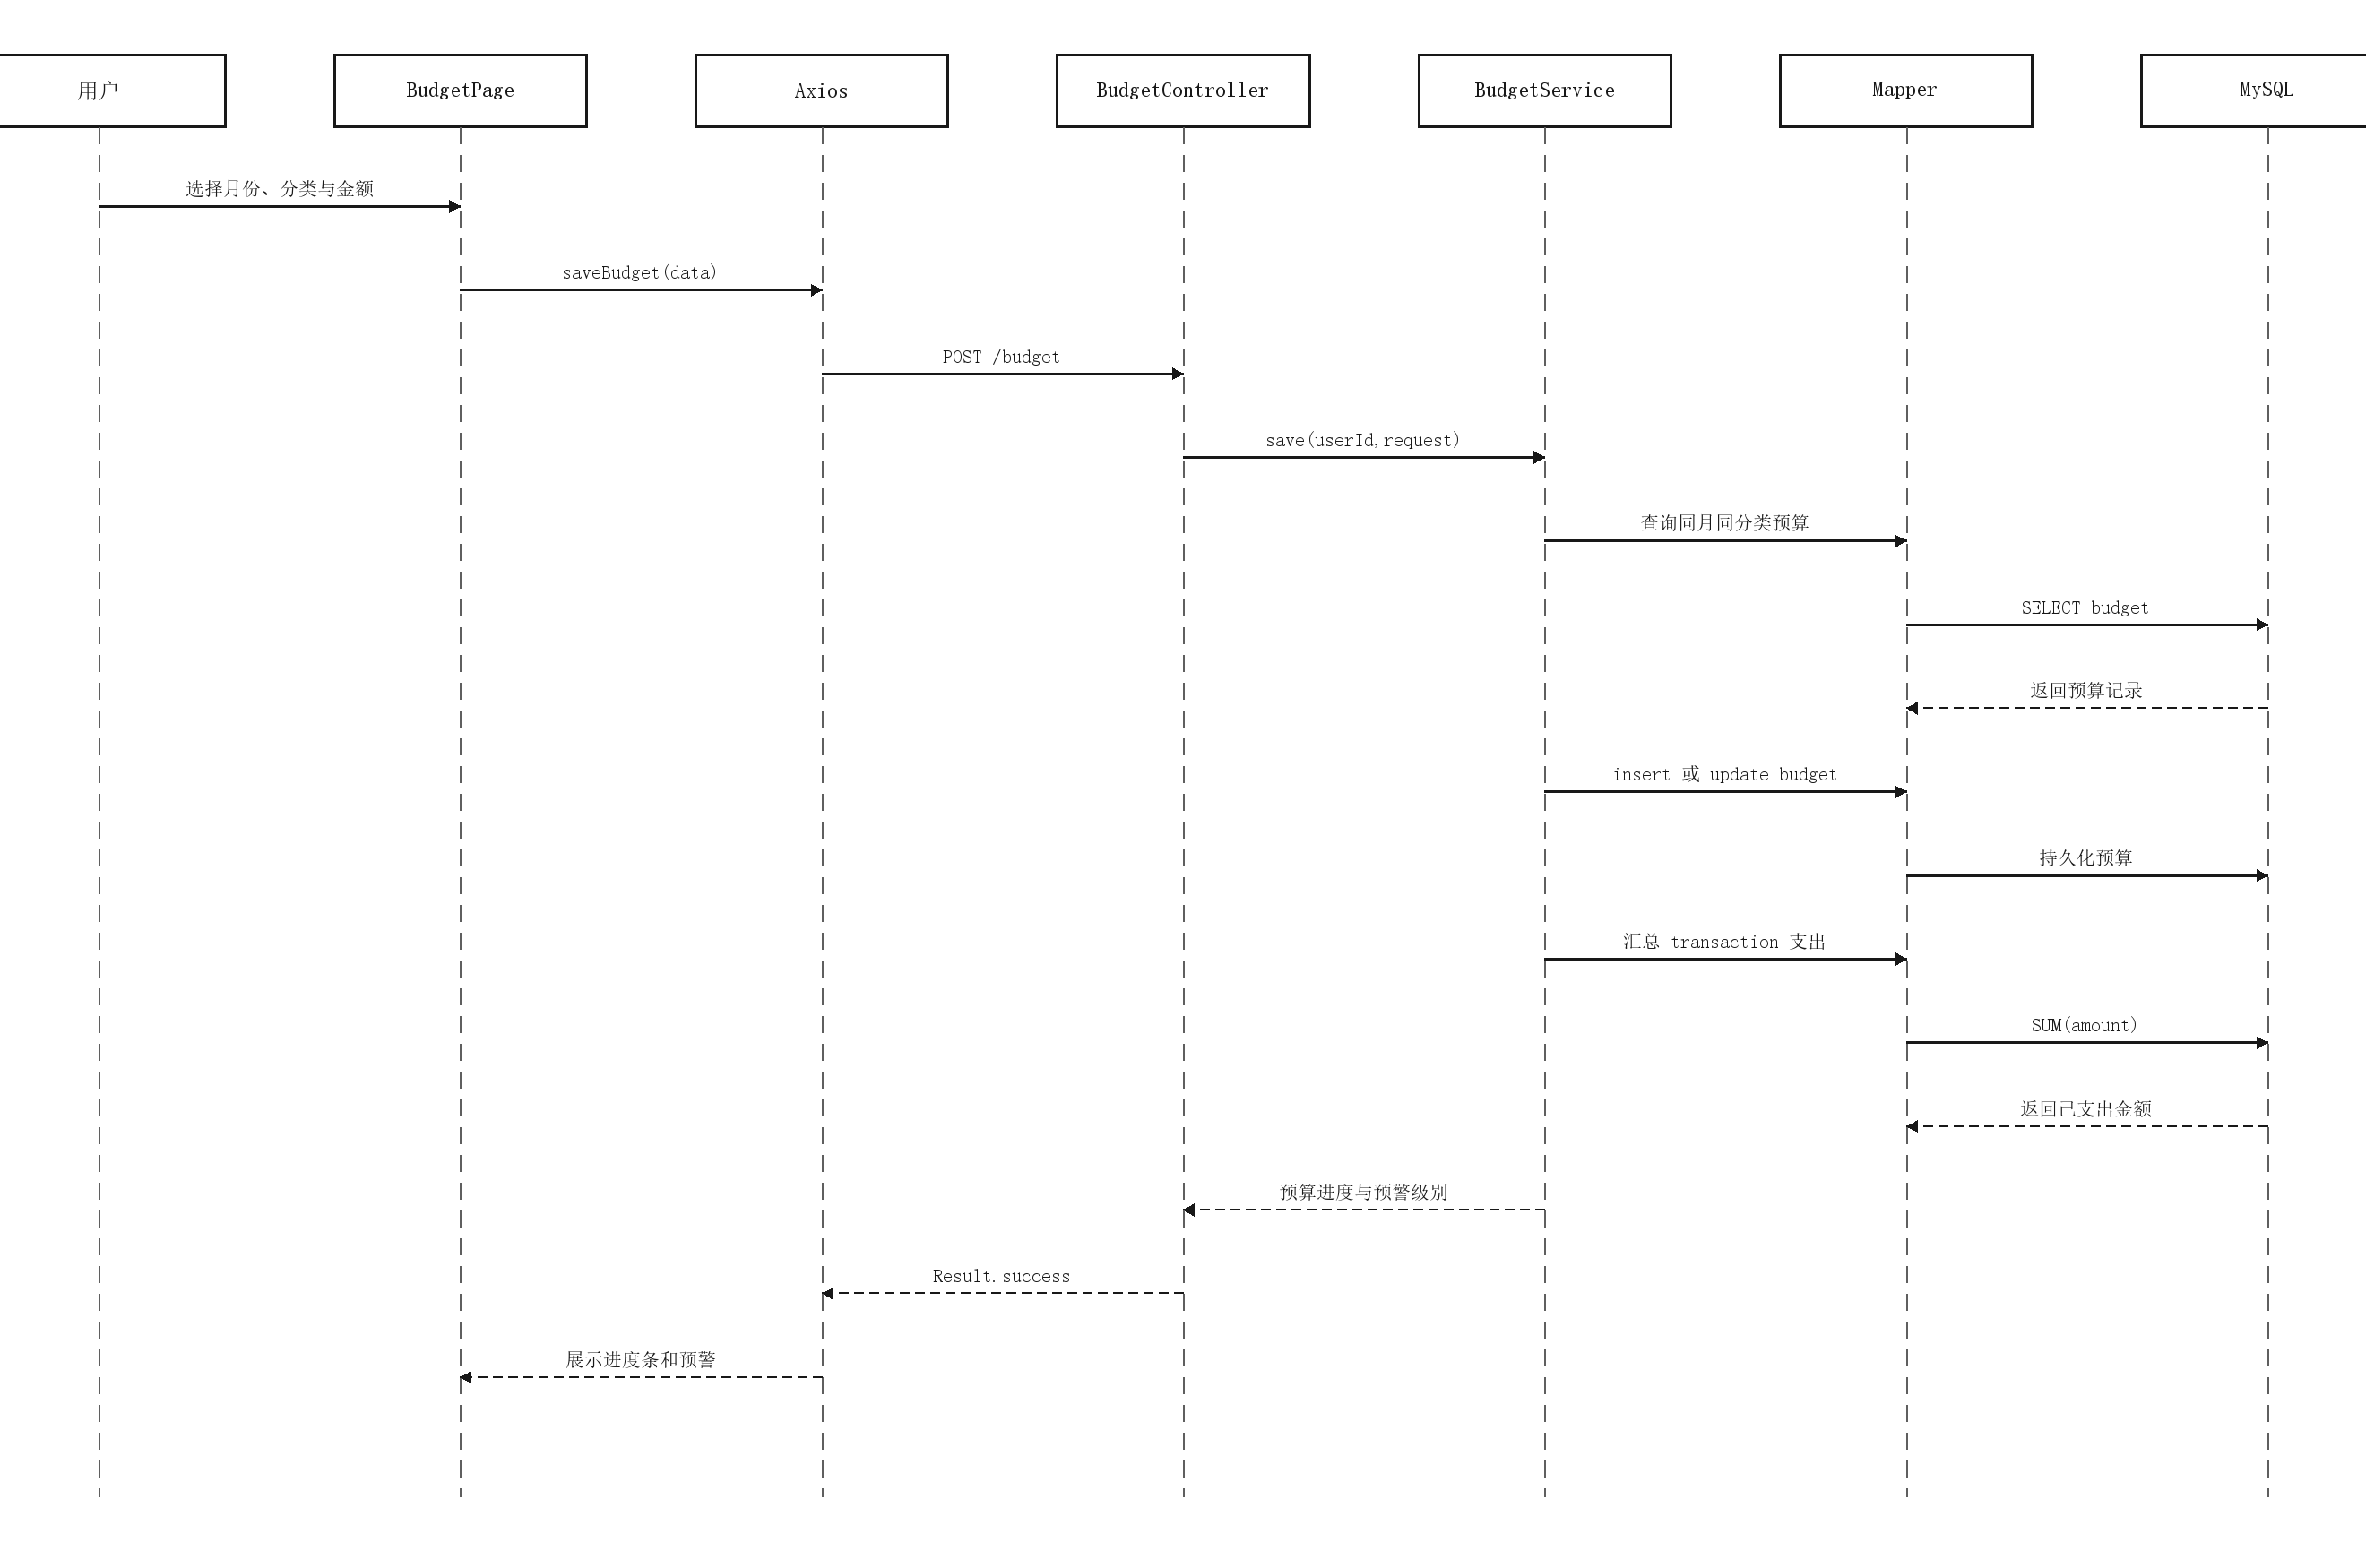 用户
BudgetPage
Axios
BudgetController
BudgetService
Mapper
MySQL
选择月份、分类与金额
saveBudget(data)
POST /budget
save(userId,request)
查询同月同分类预算
SELECT budget
返回预算记录
insert 或 update budget
持久化预算
汇总 transaction 支出
SUM(amount)
返回已支出金额
预算进度与预警级别
Result.success
展示进度条和预警